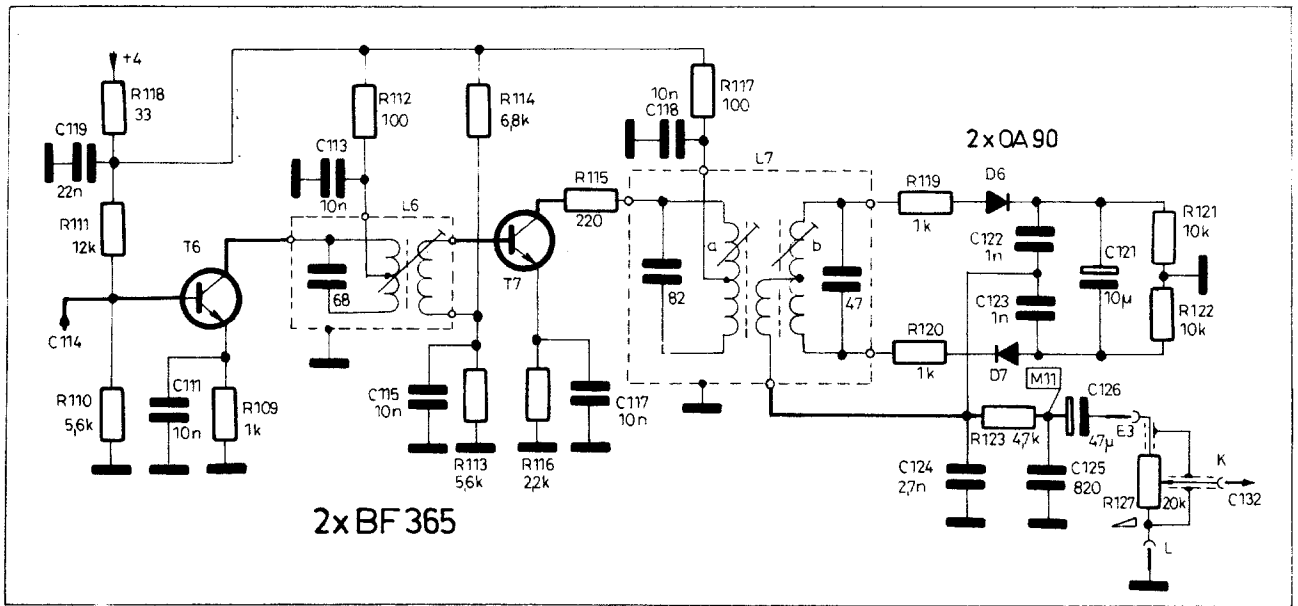 +4
R118
33
C119
22n
R111
12k
T6
C114
R110
5,6k
C111
10n
R109
1k
R112
100
C113
10n
L6
68
R114
6,8k
R115
220
T7
C115
10n
R113
5,6k
R116
2,2k
C117
10n
2xBF365
10n
C118
R117
100
L7
a
b
82
47
2xOA90
R119
1k
D6
C122
1n
C123
1n
C121
10µ
R121
10k
R122
10k
R120
1k
D7
M11
R123
4,7k
C126
47µ
E3
C124
2,7n
C125
820
R127
20k
K
C132
L